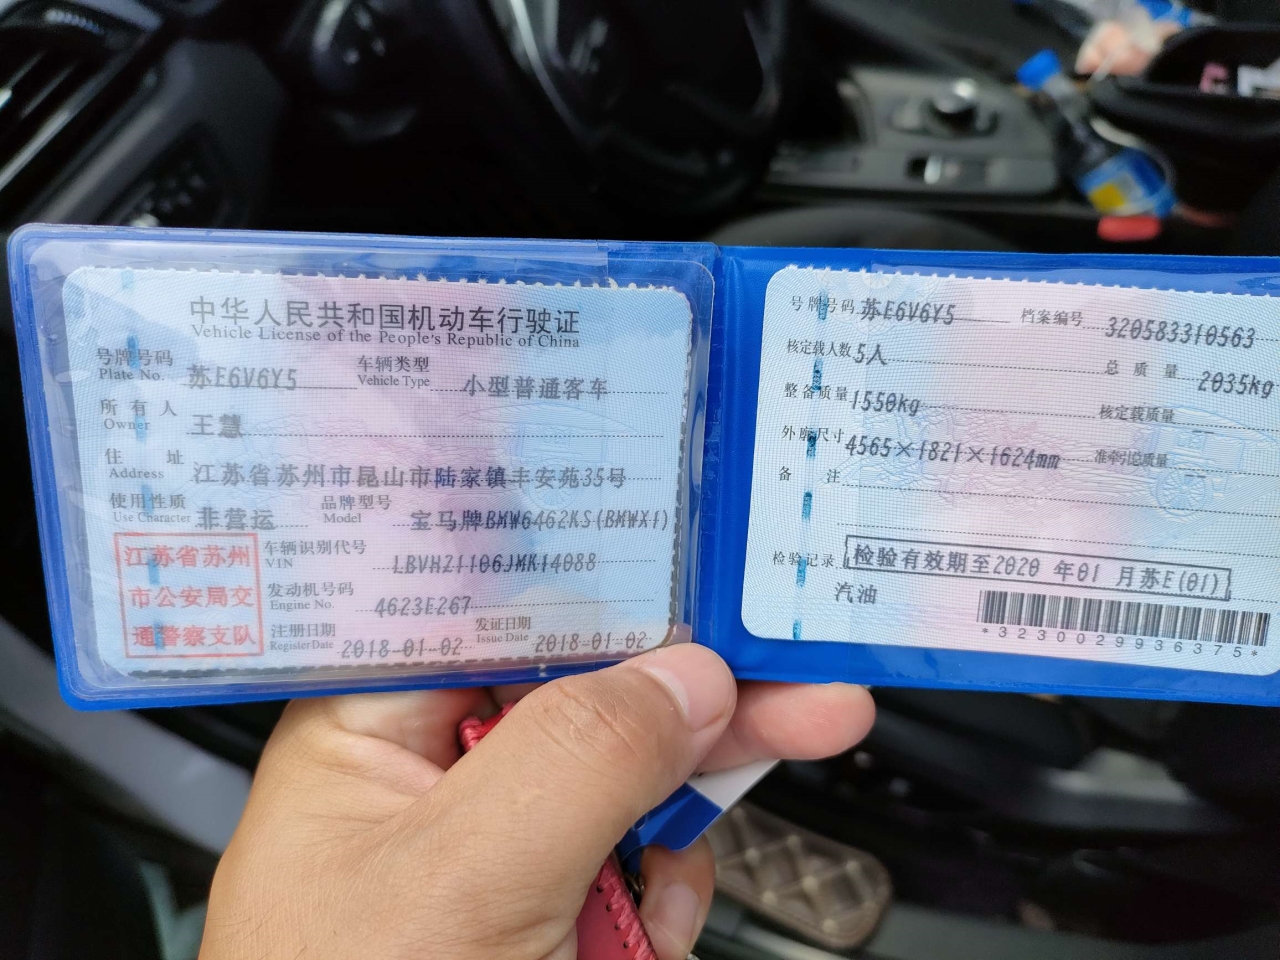 中华人民共和国机动车行驶证
Vehicle License of the People's Republic of China
号牌号码 苏E6V6Y5 车辆类型 小型普通客车
Plate No. Vehicle Type
所有人 王慧
Owner
住址 江苏省苏州市昆山市陆家镇丰安苑35号
Address
使用性质 非营运 品牌型号 宝马牌BMW6462KS(BMWX1)
Use Character Model
车辆识别代号 LBVHZ1106JMK14088
VIN
发动机号码 4623E267
Engine No.
注册日期 2018-01-02 发证日期 2018-01-02
Register Date Issue Date
江苏省苏州
市公安局交
通警察支队
号牌号码 苏E6V6Y5 档案编号 320583310563
核定载人数 5人 总质量 2035kg
整备质量 1550kg 核定载质量 --
外廓尺寸 4565×1821×1624mm 准牵引总质量 --
备注
检验记录 检验有效期至2020年01月苏E(01)
汽油
*3230029936375*